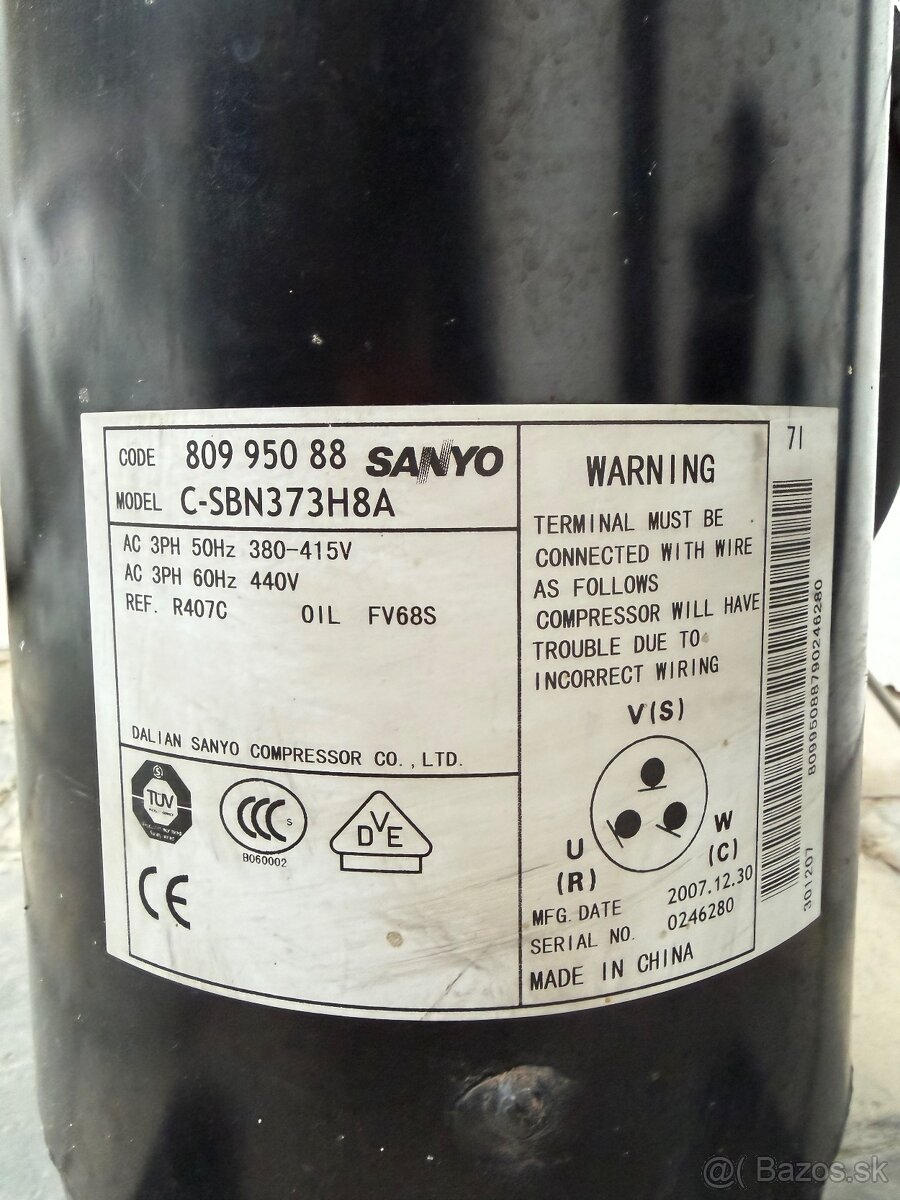 CODE 809 950 88 SANYO
MODEL C-SBN373H8A
AC 3PH 50Hz 380-415V
AC 3PH 60Hz 440V
REF. R407C OIL FV68S
DALIAN SANYO COMPRESSOR CO.,LTD.
S
TÜV
CCC S
B060002
DVE
CE
WARNING
TERMINAL MUST BE
CONNECTED WITH WIRE
AS FOLLOWS
COMPRESSOR WILL HAVE
TROUBLE DUE TO
INCORRECT WIRING
V(S)
U
(R)
W
(C)
MFG. DATE 2007.12.30
SERIAL NO. 0246280
MADE IN CHINA
71
80995088790246280
301207
@( Bazos.sk